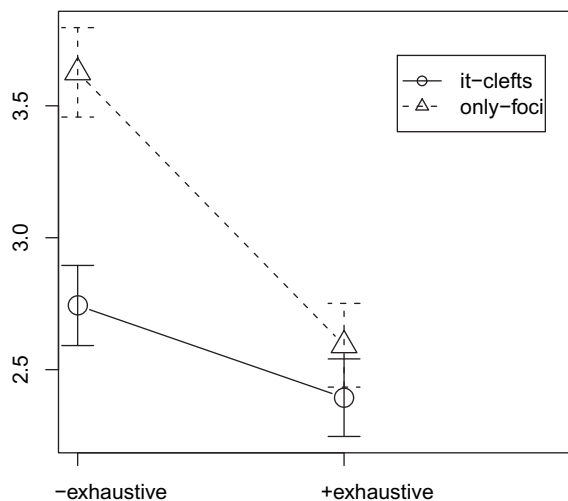 it−clefts
only−foci
3.5
3.0
2.5
−exhaustive
+exhaustive